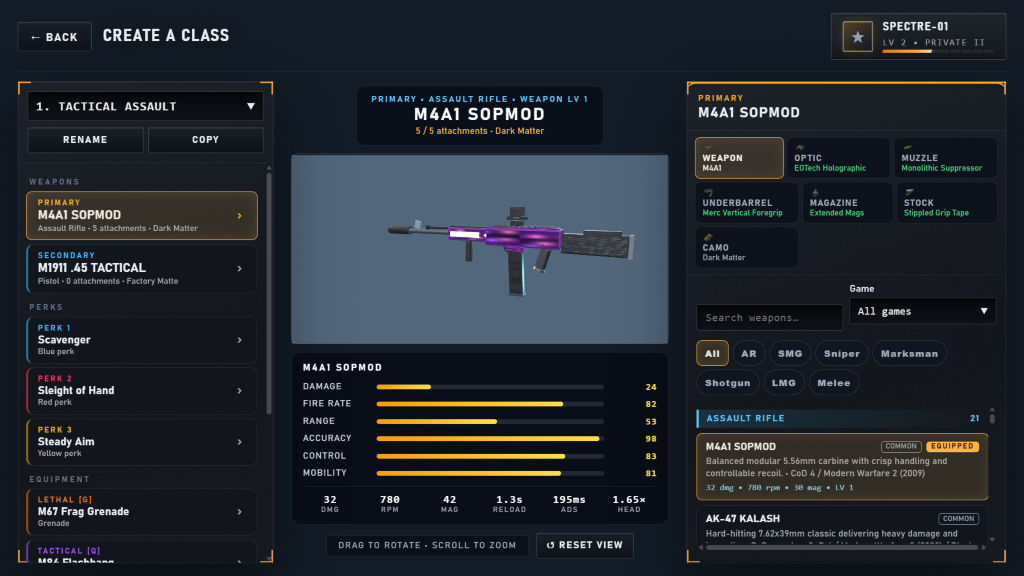 ← BACK
CREATE A CLASS
SPECTRE-01
LV 2 • PRIVATE II
1. TACTICAL ASSAULT
RENAME
COPY
WEAPONS
PRIMARY
M4A1 SOPMOD
Assault Rifle • 5 attachments • Dark Matter
SECONDARY
M1911 .45 TACTICAL
Pistol • 0 attachments • Factory Matte
PERKS
PERK 1
Scavenger
Blue perk
PERK 2
Sleight of Hand
Red perk
PERK 3
Steady Aim
Yellow perk
EQUIPMENT
LETHAL [G]
M67 Frag Grenade
Grenade
TACTICAL [Q]
M84 Flashbang
PRIMARY • ASSAULT RIFLE • WEAPON LV 1
M4A1 SOPMOD
5 / 5 attachments • Dark Matter
M4A1 SOPMOD
DAMAGE 24
FIRE RATE 82
RANGE 53
ACCURACY 98
CONTROL 83
MOBILITY 81
32 780 42 1.3s 195ms 1.65×
DMG RPM MAG RELOAD ADS HEAD
DRAG TO ROTATE • SCROLL TO ZOOM
↺ RESET VIEW
PRIMARY
M4A1 SOPMOD
WEAPON
M4A1
OPTIC
EOTech Holographic
MUZZLE
Monolithic Suppressor
UNDERBARREL
Merc Vertical Foregrip
MAGAZINE
Extended Mags
STOCK
Stippled Grip Tape
CAMO
Dark Matter
Game
Search weapons…
All games
All
AR
SMG
Sniper
Marksman
Shotgun
LMG
Melee
ASSAULT RIFLE 21
M4A1 SOPMOD COMMON EQUIPPED
Balanced modular 5.56mm carbine with crisp handling and
controllable recoil. • CoD 4 / Modern Warfare 2 (2009)
32 dmg • 780 rpm • 30 mag • LV 1
AK-47 KALASH COMMON
Hard-hitting 7.62x39mm classic delivering heavy damage and